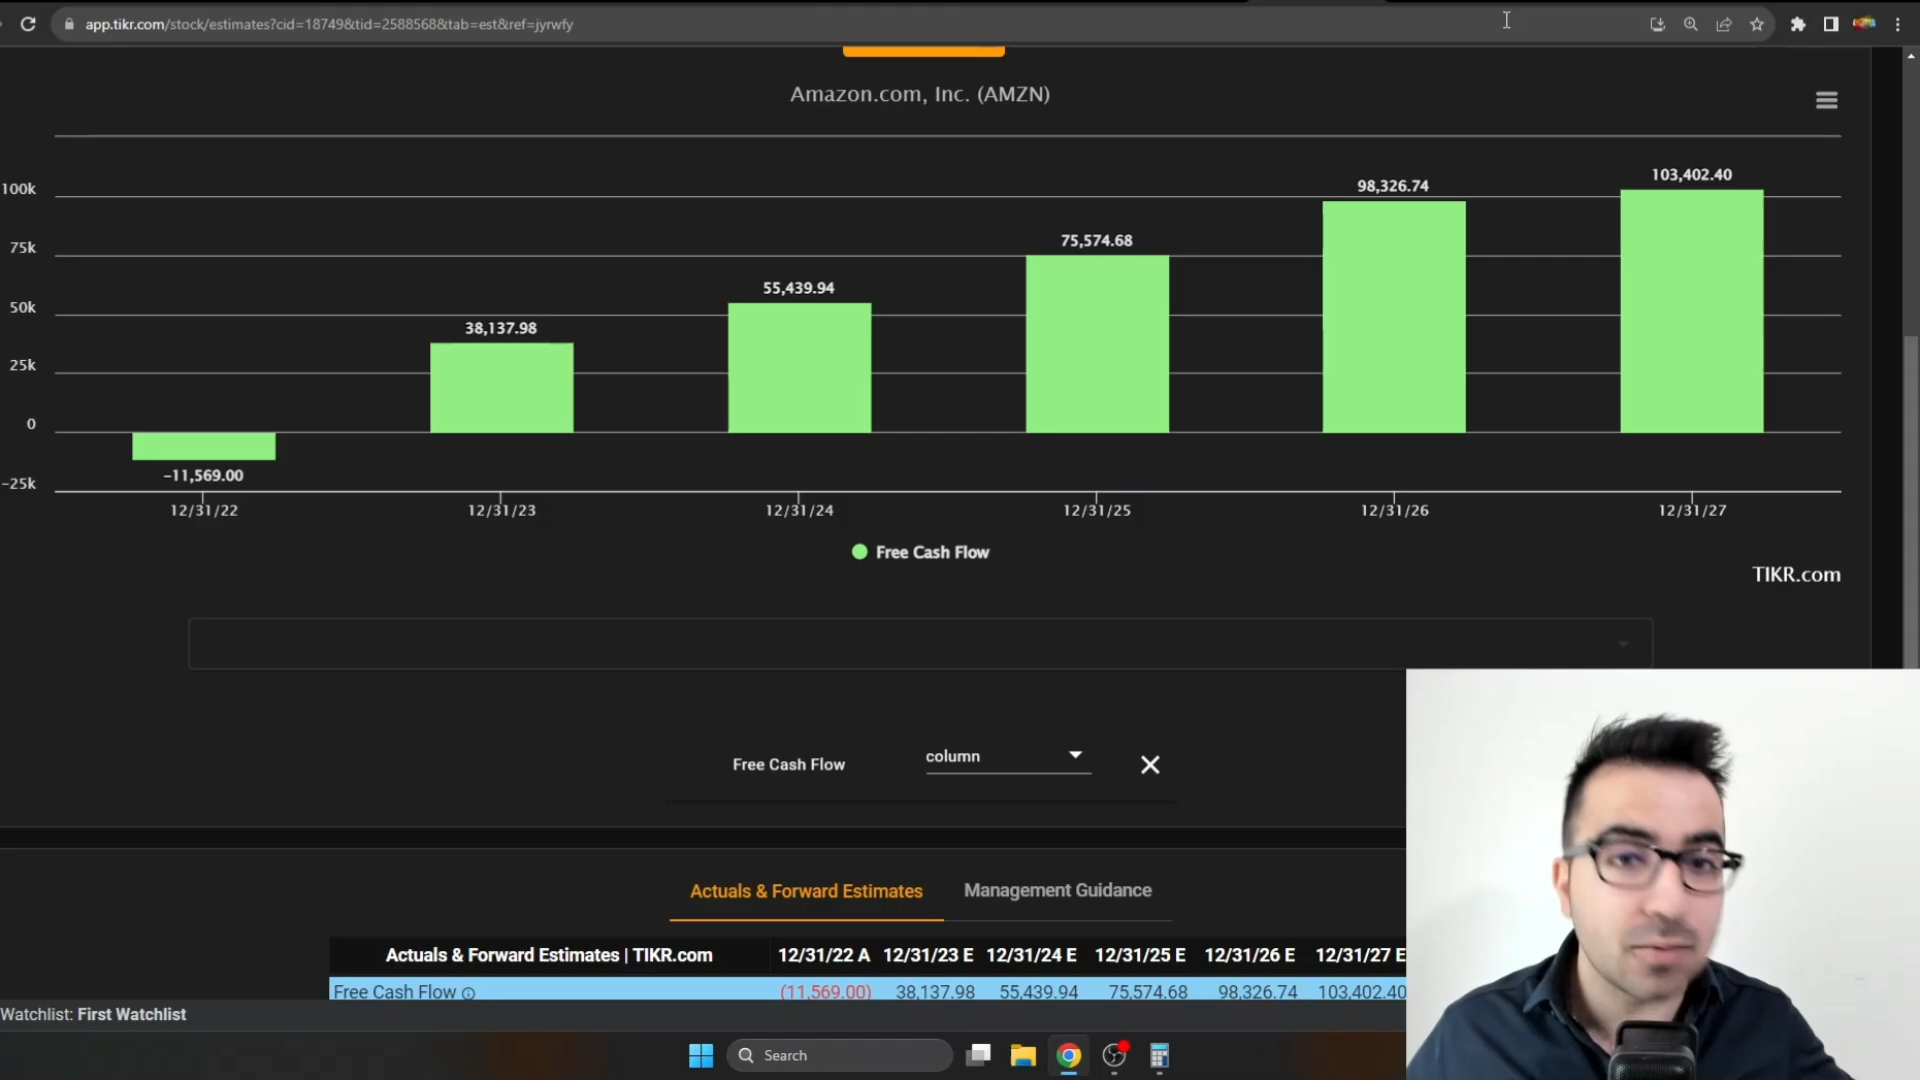 app.tikr.com/stock/estimates?cid=18749&tid=2588568&tab=est&ref=jyrwfy
Amazon.com, Inc. (AMZN)
100k
75k
50k
25k
0
-25k
-11,569.00
38,137.98
55,439.94
75,574.68
98,326.74
103,402.40
12/31/22
12/31/23
12/31/24
12/31/25
12/31/26
12/31/27
Free Cash Flow
TIKR.com
Free Cash Flow
column
Actuals & Forward Estimates
Management Guidance
Actuals & Forward Estimates | TIKR.com 12/31/22 A 12/31/23 E 12/31/24 E 12/31/25 E 12/31/26 E 12/31/27 E
Free Cash Flow (11,569.00) 38,137.98 55,439.94 75,574.68 98,326.74 103,402.40
Watchlist: First Watchlist
Search